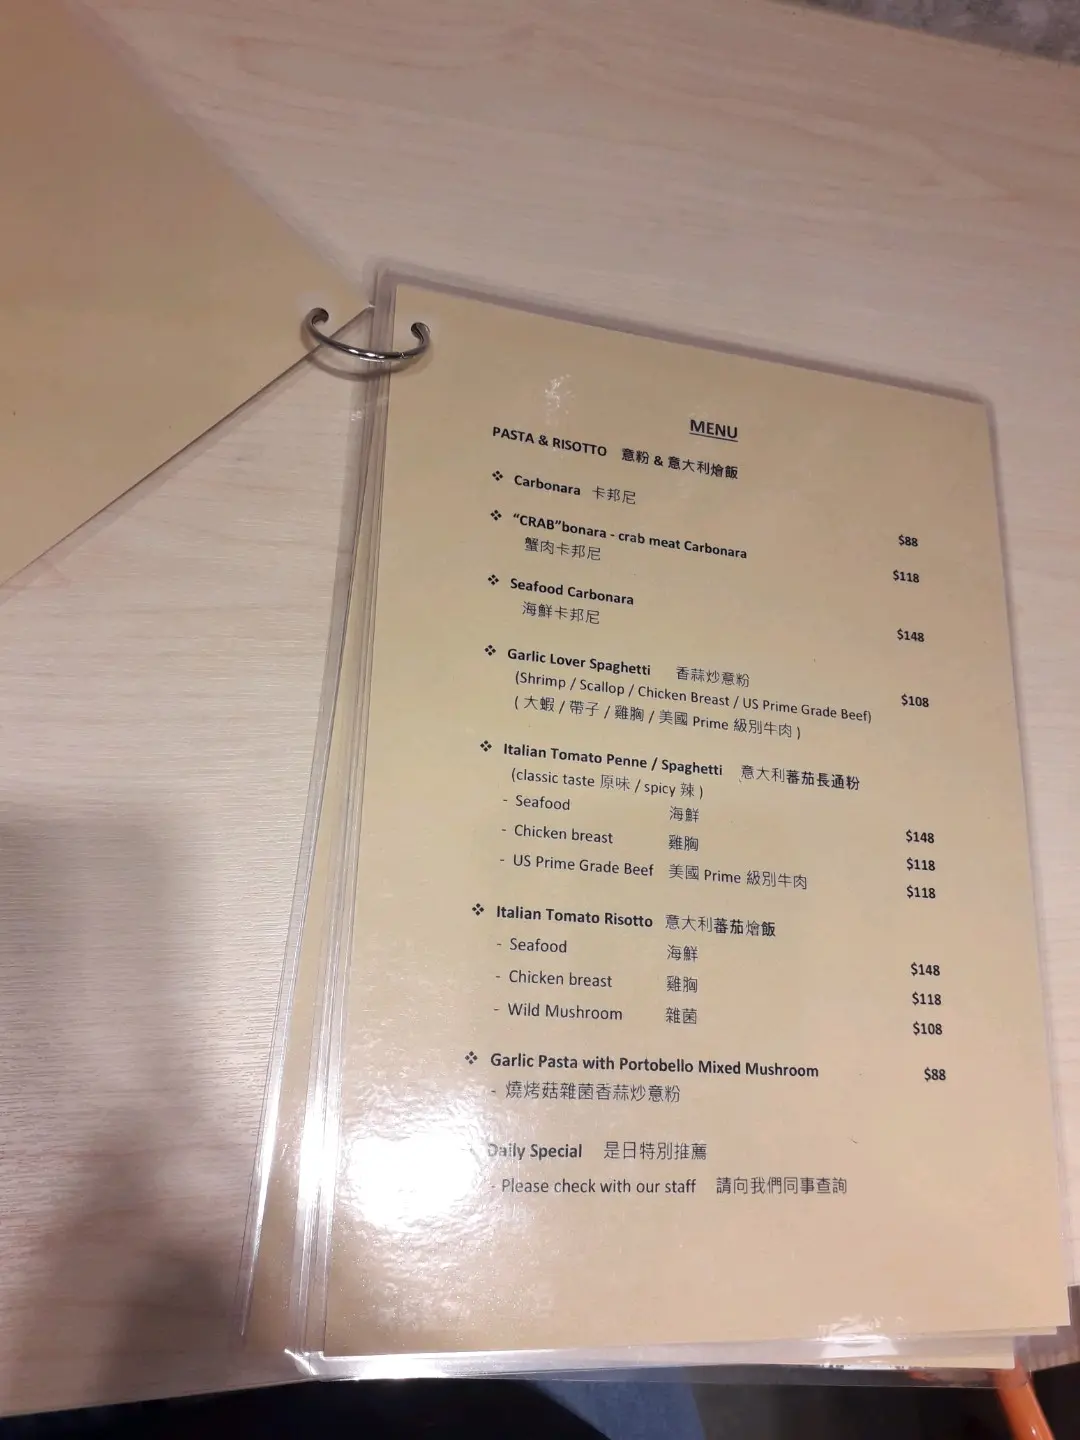 MENU
PASTA & RISOTTO 意粉 & 意大利燴飯
❖ Carbonara 卡邦尼 $88
❖ “CRAB”bonara - crab meat Carbonara $118
蟹肉卡邦尼
❖ Seafood Carbonara $148
海鮮卡邦尼
❖ Garlic Lover Spaghetti 香蒜炒意粉 $108
(Shrimp / Scallop / Chicken Breast / US Prime Grade Beef)
( 大蝦 / 帶子 / 雞胸 / 美國 Prime 級別牛肉 )
❖ Italian Tomato Penne / Spaghetti 意大利蕃茄長通粉
(classic taste 原味 / spicy 辣 )
- Seafood 海鮮 $148
- Chicken breast 雞胸 $118
- US Prime Grade Beef 美國 Prime 級別牛肉 $118
❖ Italian Tomato Risotto 意大利蕃茄燴飯
- Seafood 海鮮 $148
- Chicken breast 雞胸 $118
- Wild Mushroom 雜菌 $108
❖ Garlic Pasta with Portobello Mixed Mushroom $88
- 燒烤菇雜菌香蒜炒意粉
Daily Special 是日特別推薦
- Please check with our staff 請向我們同事查詢